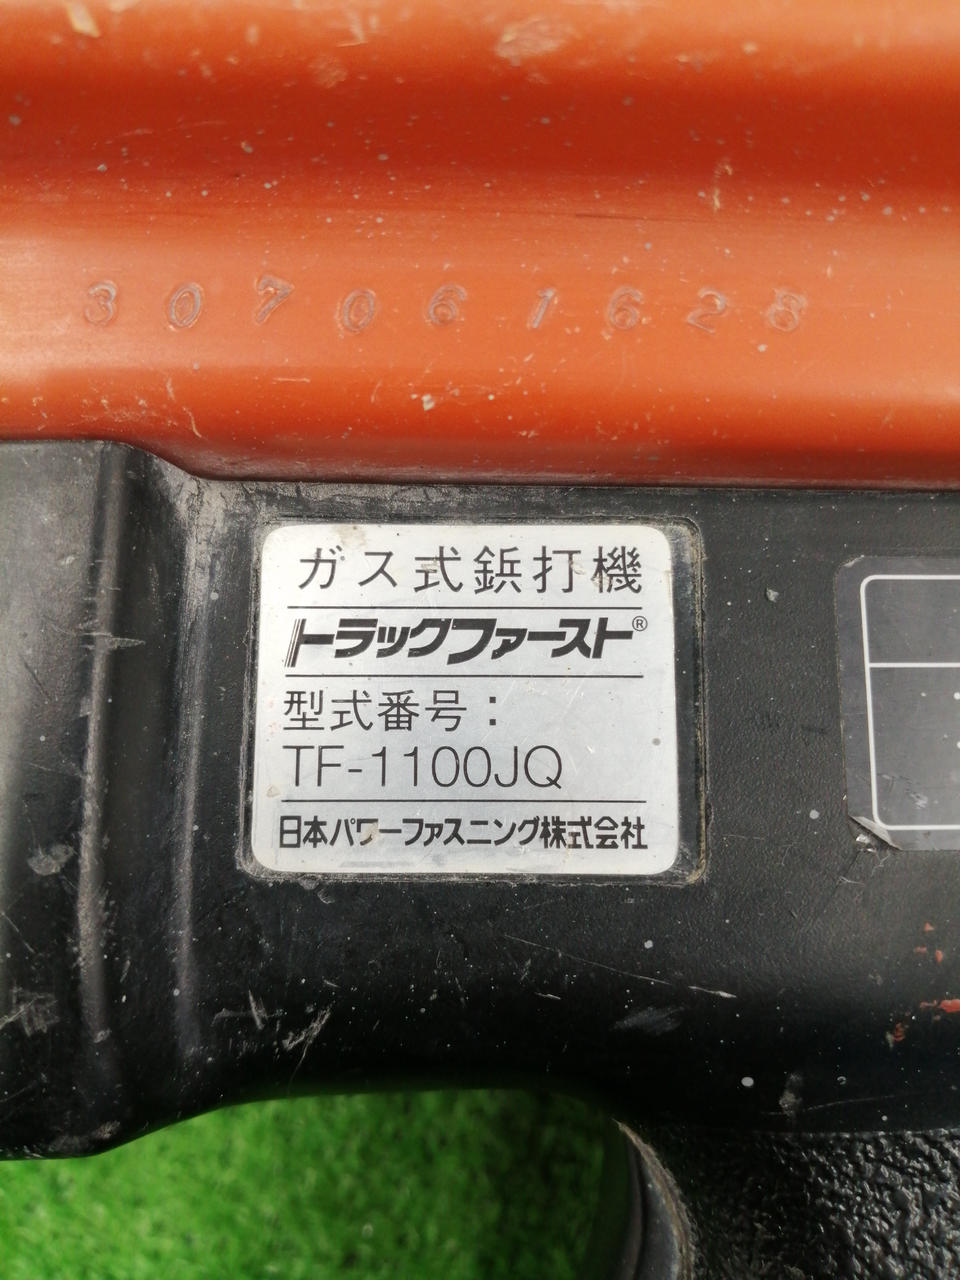 307061628
ガス式鋲打機
トラックファースト®
型式番号：
TF-1100JQ
日本パワーファスニング株式会社